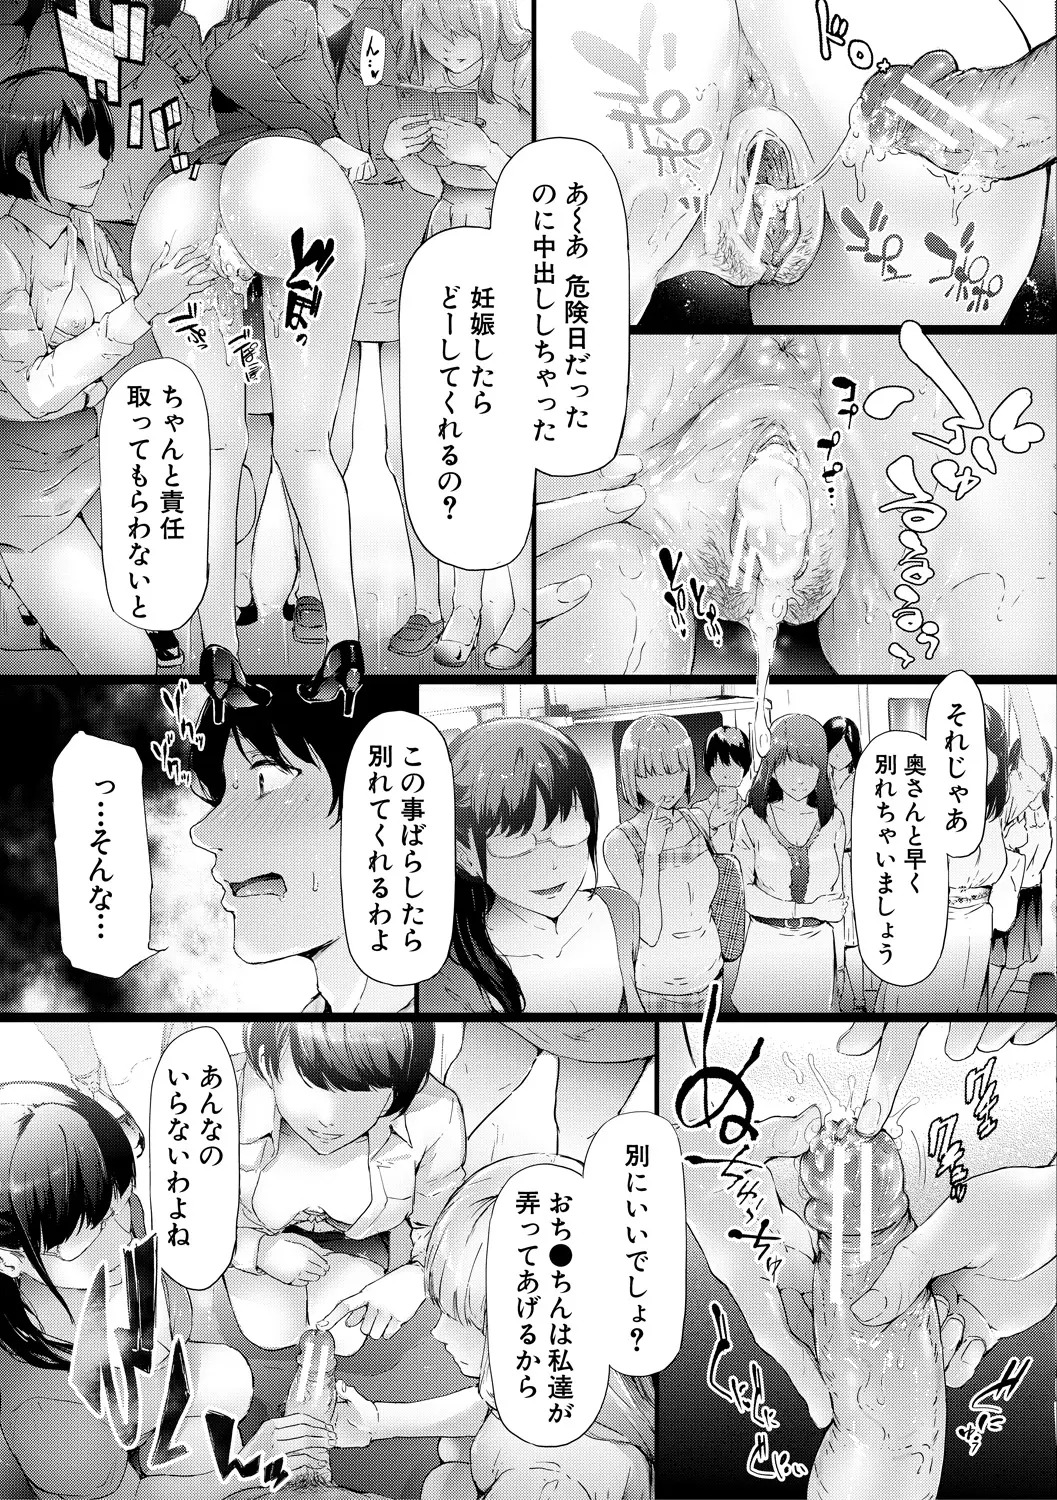 あ～あ 危険日だった
のに中出ししちゃった
妊娠したら
どーしてくれるの?
ん…
ちゃんと責任
取ってもらわないと
それじゃあ
奥さんと早く
別れちゃいましょう
この事ばらしたら
別れてくれるわよ
っ…そんな…
別にいいでしょ?
おち●ちんは私達が
弄ってあげるから
あんなの
いらないわよね